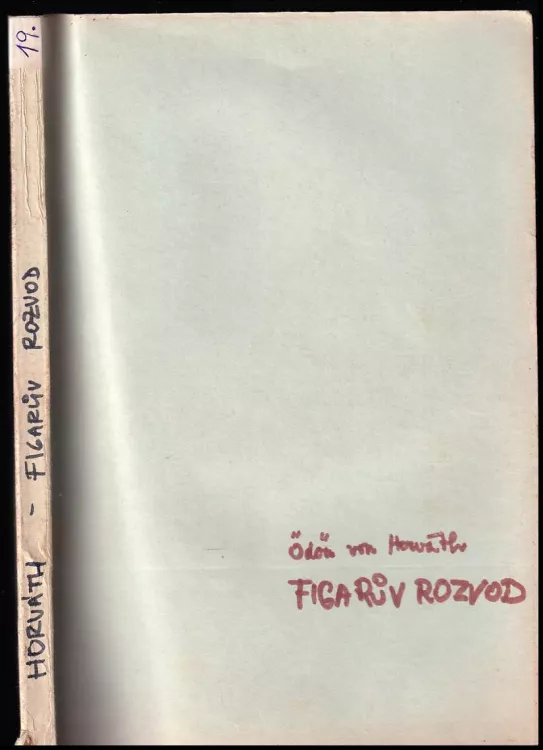 19.
HORVÁTH - FIGARŮV ROZVOD
Ödön von Horváth
FIGARŮV ROZVOD